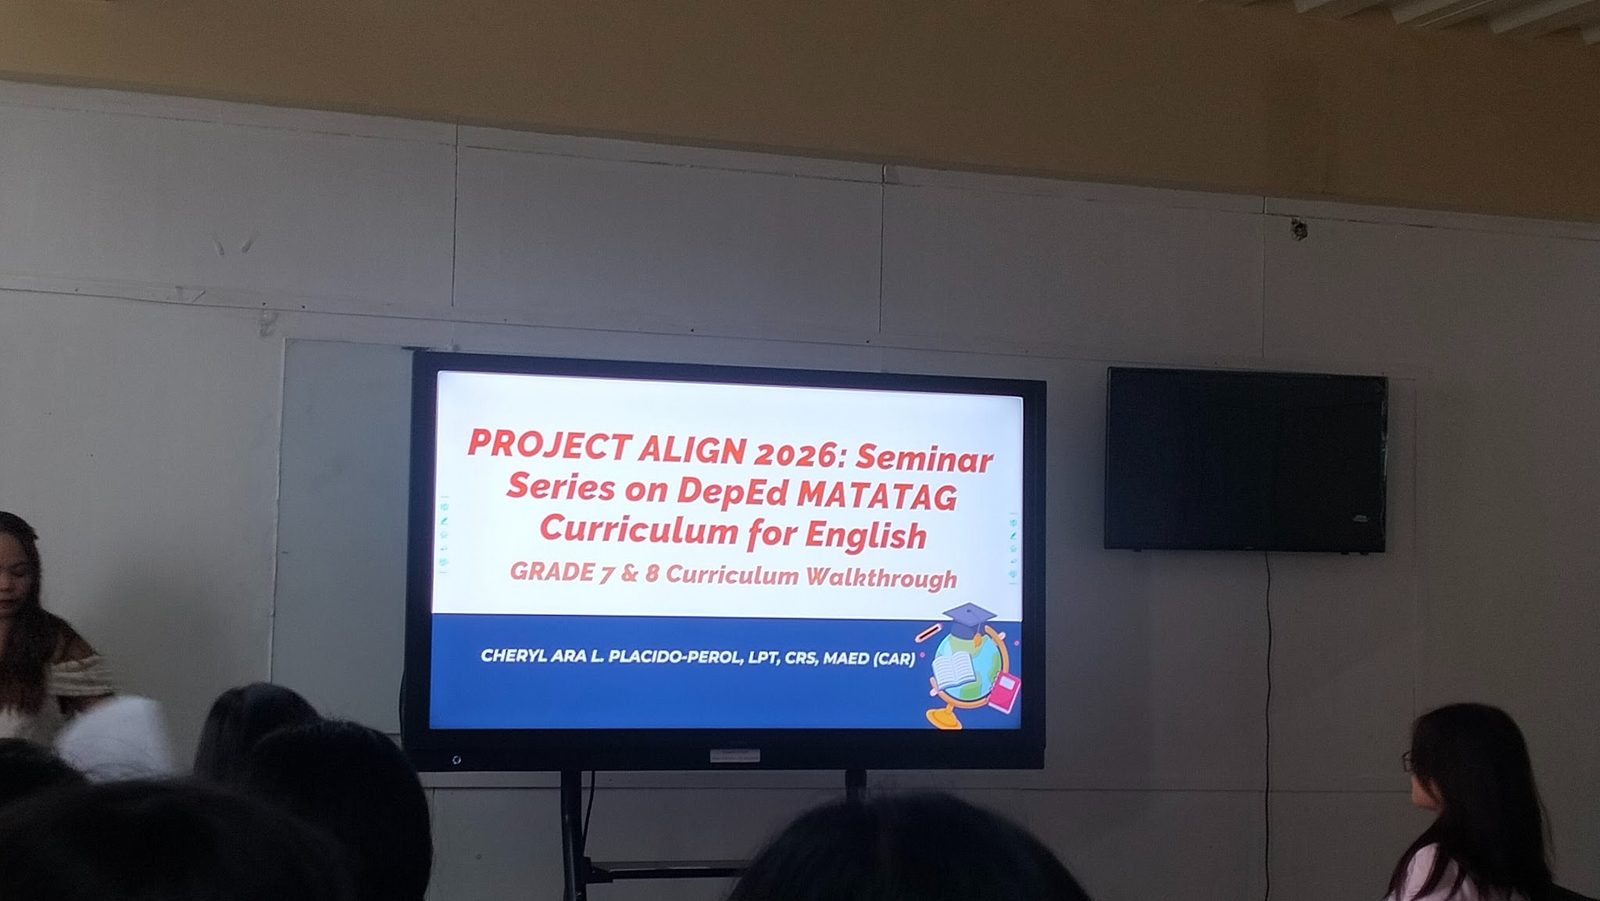 PROJECT ALIGN 2026: Seminar
Series on DepEd MATATAG
Curriculum for English
GRADE 7 & 8 Curriculum Walkthrough
CHERYL ARA L. PLACIDO-PEROL, LPT, CRS, MAED (CAR)